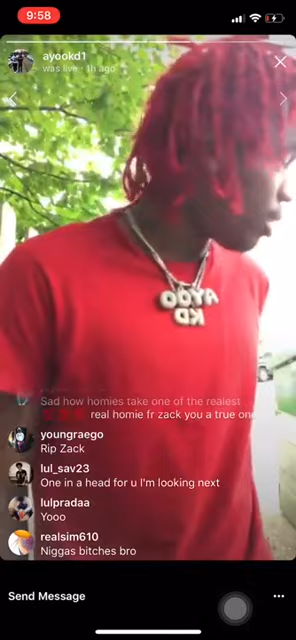 9:58
ayookd1
was live · 1h ago
AYOO
KD
Sad how homies take one of the realest
real homie fr zack you a true one
youngraego
Rip Zack
lul_sav23
One in a head for u I'm looking next
lulpradaa
Yooo
realsim610
Niggas bitches bro
Send Message